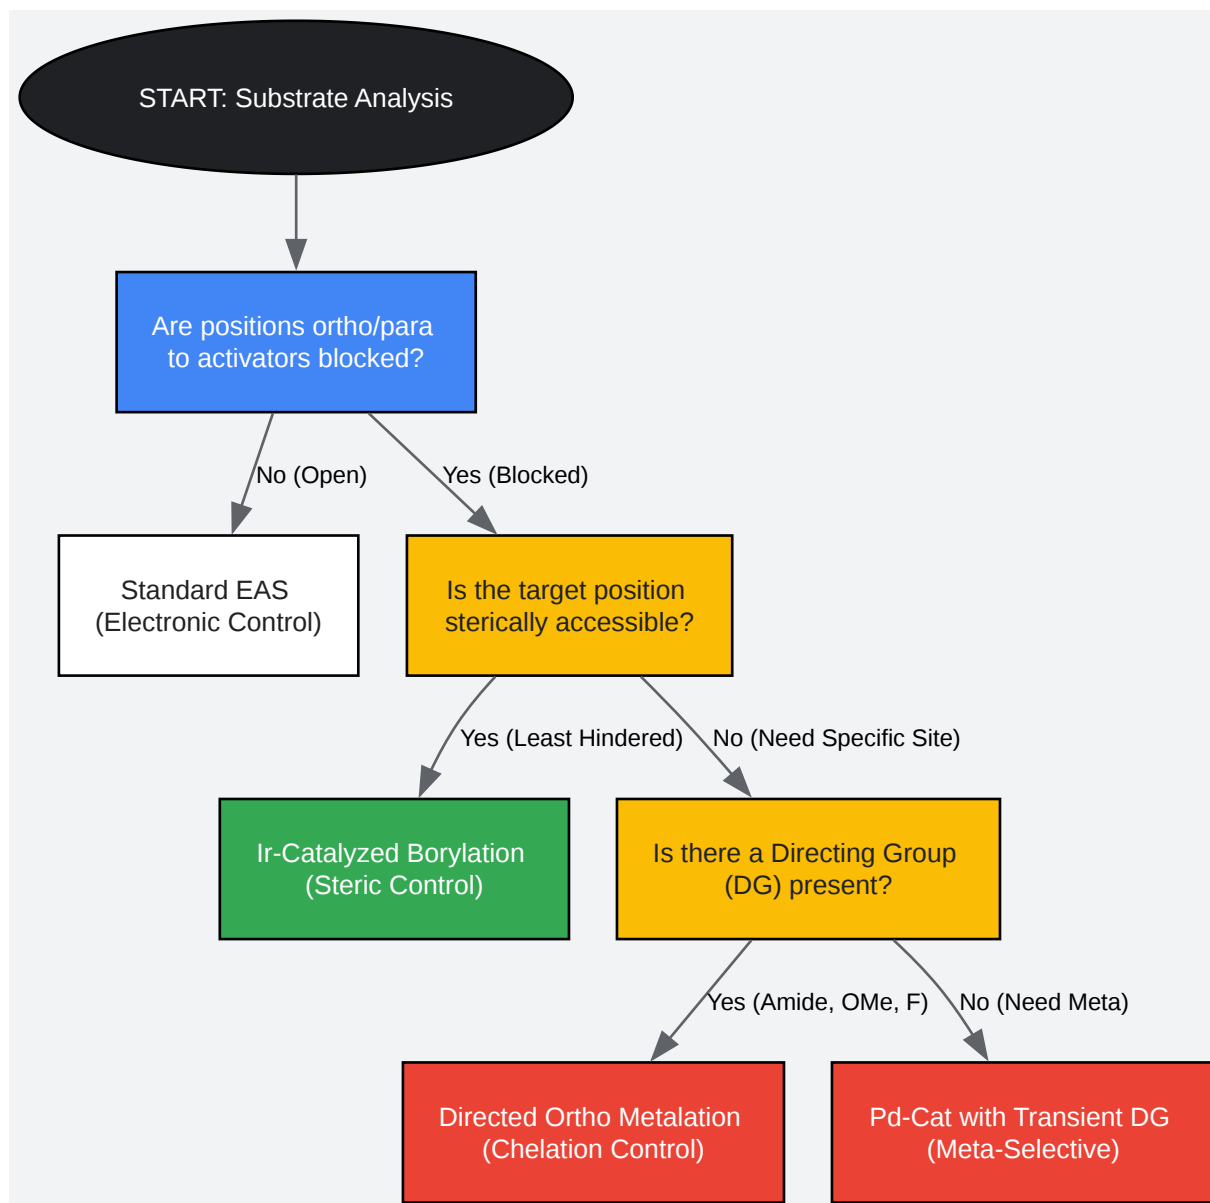 START: Substrate Analysis
Are positions ortho/para
to activators blocked?
No (Open)
Yes (Blocked)
Standard EAS
(Electronic Control)
Is the target position
sterically accessible?
Yes (Least Hindered)
No (Need Specific Site)
Ir-Catalyzed Borylation
(Steric Control)
Is there a Directing Group
(DG) present?
Yes (Amide, OMe, F)
No (Need Meta)
Directed Ortho Metalation
(Chelation Control)
Pd-Cat with Transient DG
(Meta-Selective)